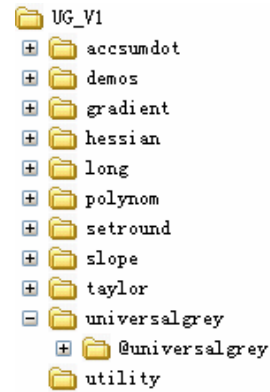 UG_V1
accsumdot
demos
gradient
hessian
long
polynom
setround
slope
taylor
universalgrey
@universalgrey
utility